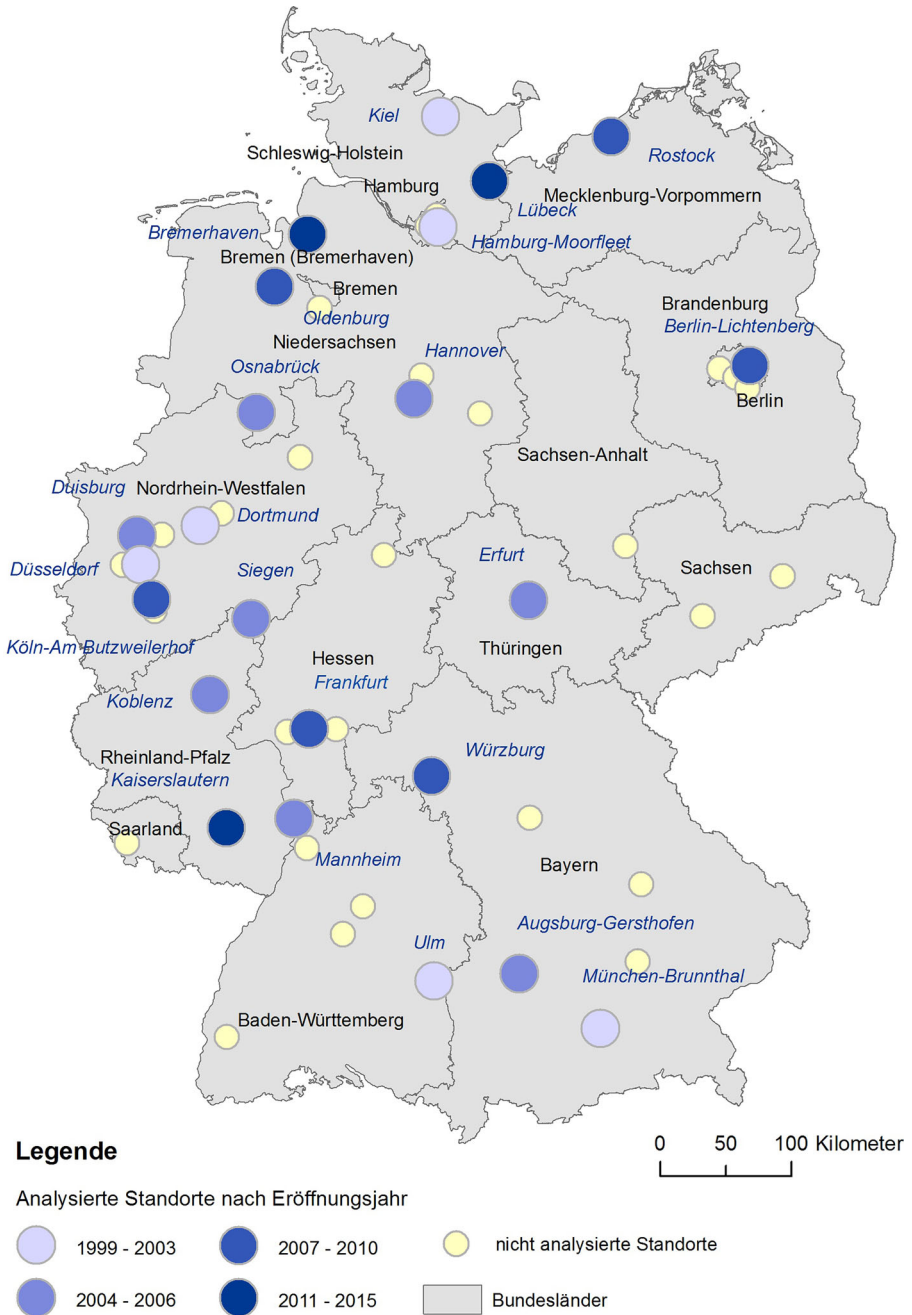 Kiel
Schleswig-Holstein
Rostock
Hamburg
Mecklenburg-Vorpommern
Lübeck
Bremerhaven
Hamburg-Moorfleet
Bremen (Bremerhaven)
Bremen
Brandenburg
Oldenburg
Berlin-Lichtenberg
Niedersachsen
Hannover
Osnabrück
Berlin
Sachsen-Anhalt
Duisburg
Nordrhein-Westfalen
Dortmund
Erfurt
Düsseldorf
Siegen
Sachsen
Köln-Am-Butzweilerhof
Thüringen
Hessen
Frankfurt
Koblenz
Würzburg
Rheinland-Pfalz
Kaiserslautern
Saarland
Mannheim
Bayern
Augsburg-Gersthofen
Ulm
München-Brunnthal
Baden-Württemberg
Legende
0 50 100 Kilometer
Analysierte Standorte nach Eröffnungsjahr
1999 - 2003
2007 - 2010
nicht analysierte Standorte
2004 - 2006
2011 - 2015
Bundesländer